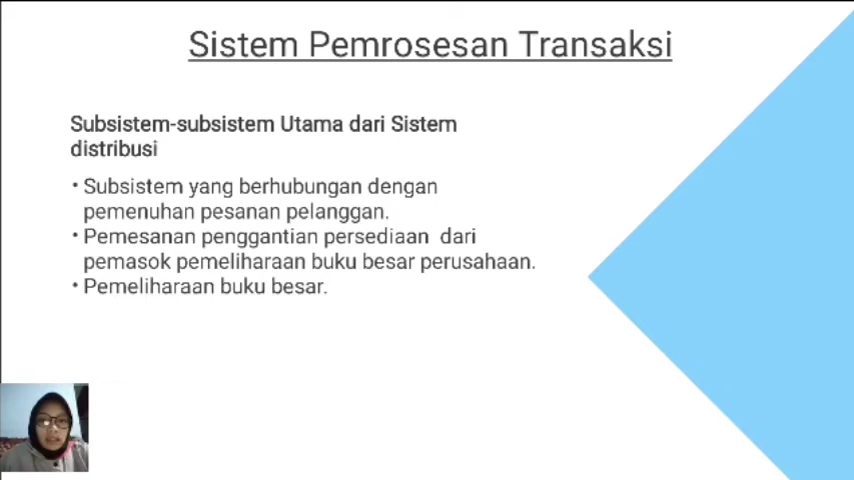 Sistem Pemrosesan Transaksi
Subsistem-subsistem Utama dari Sistem
distribusi
• Subsistem yang berhubungan dengan
pemenuhan pesanan pelanggan.
• Pemesanan penggantian persediaan dari
pemasok pemeliharaan buku besar perusahaan.
• Pemeliharaan buku besar.